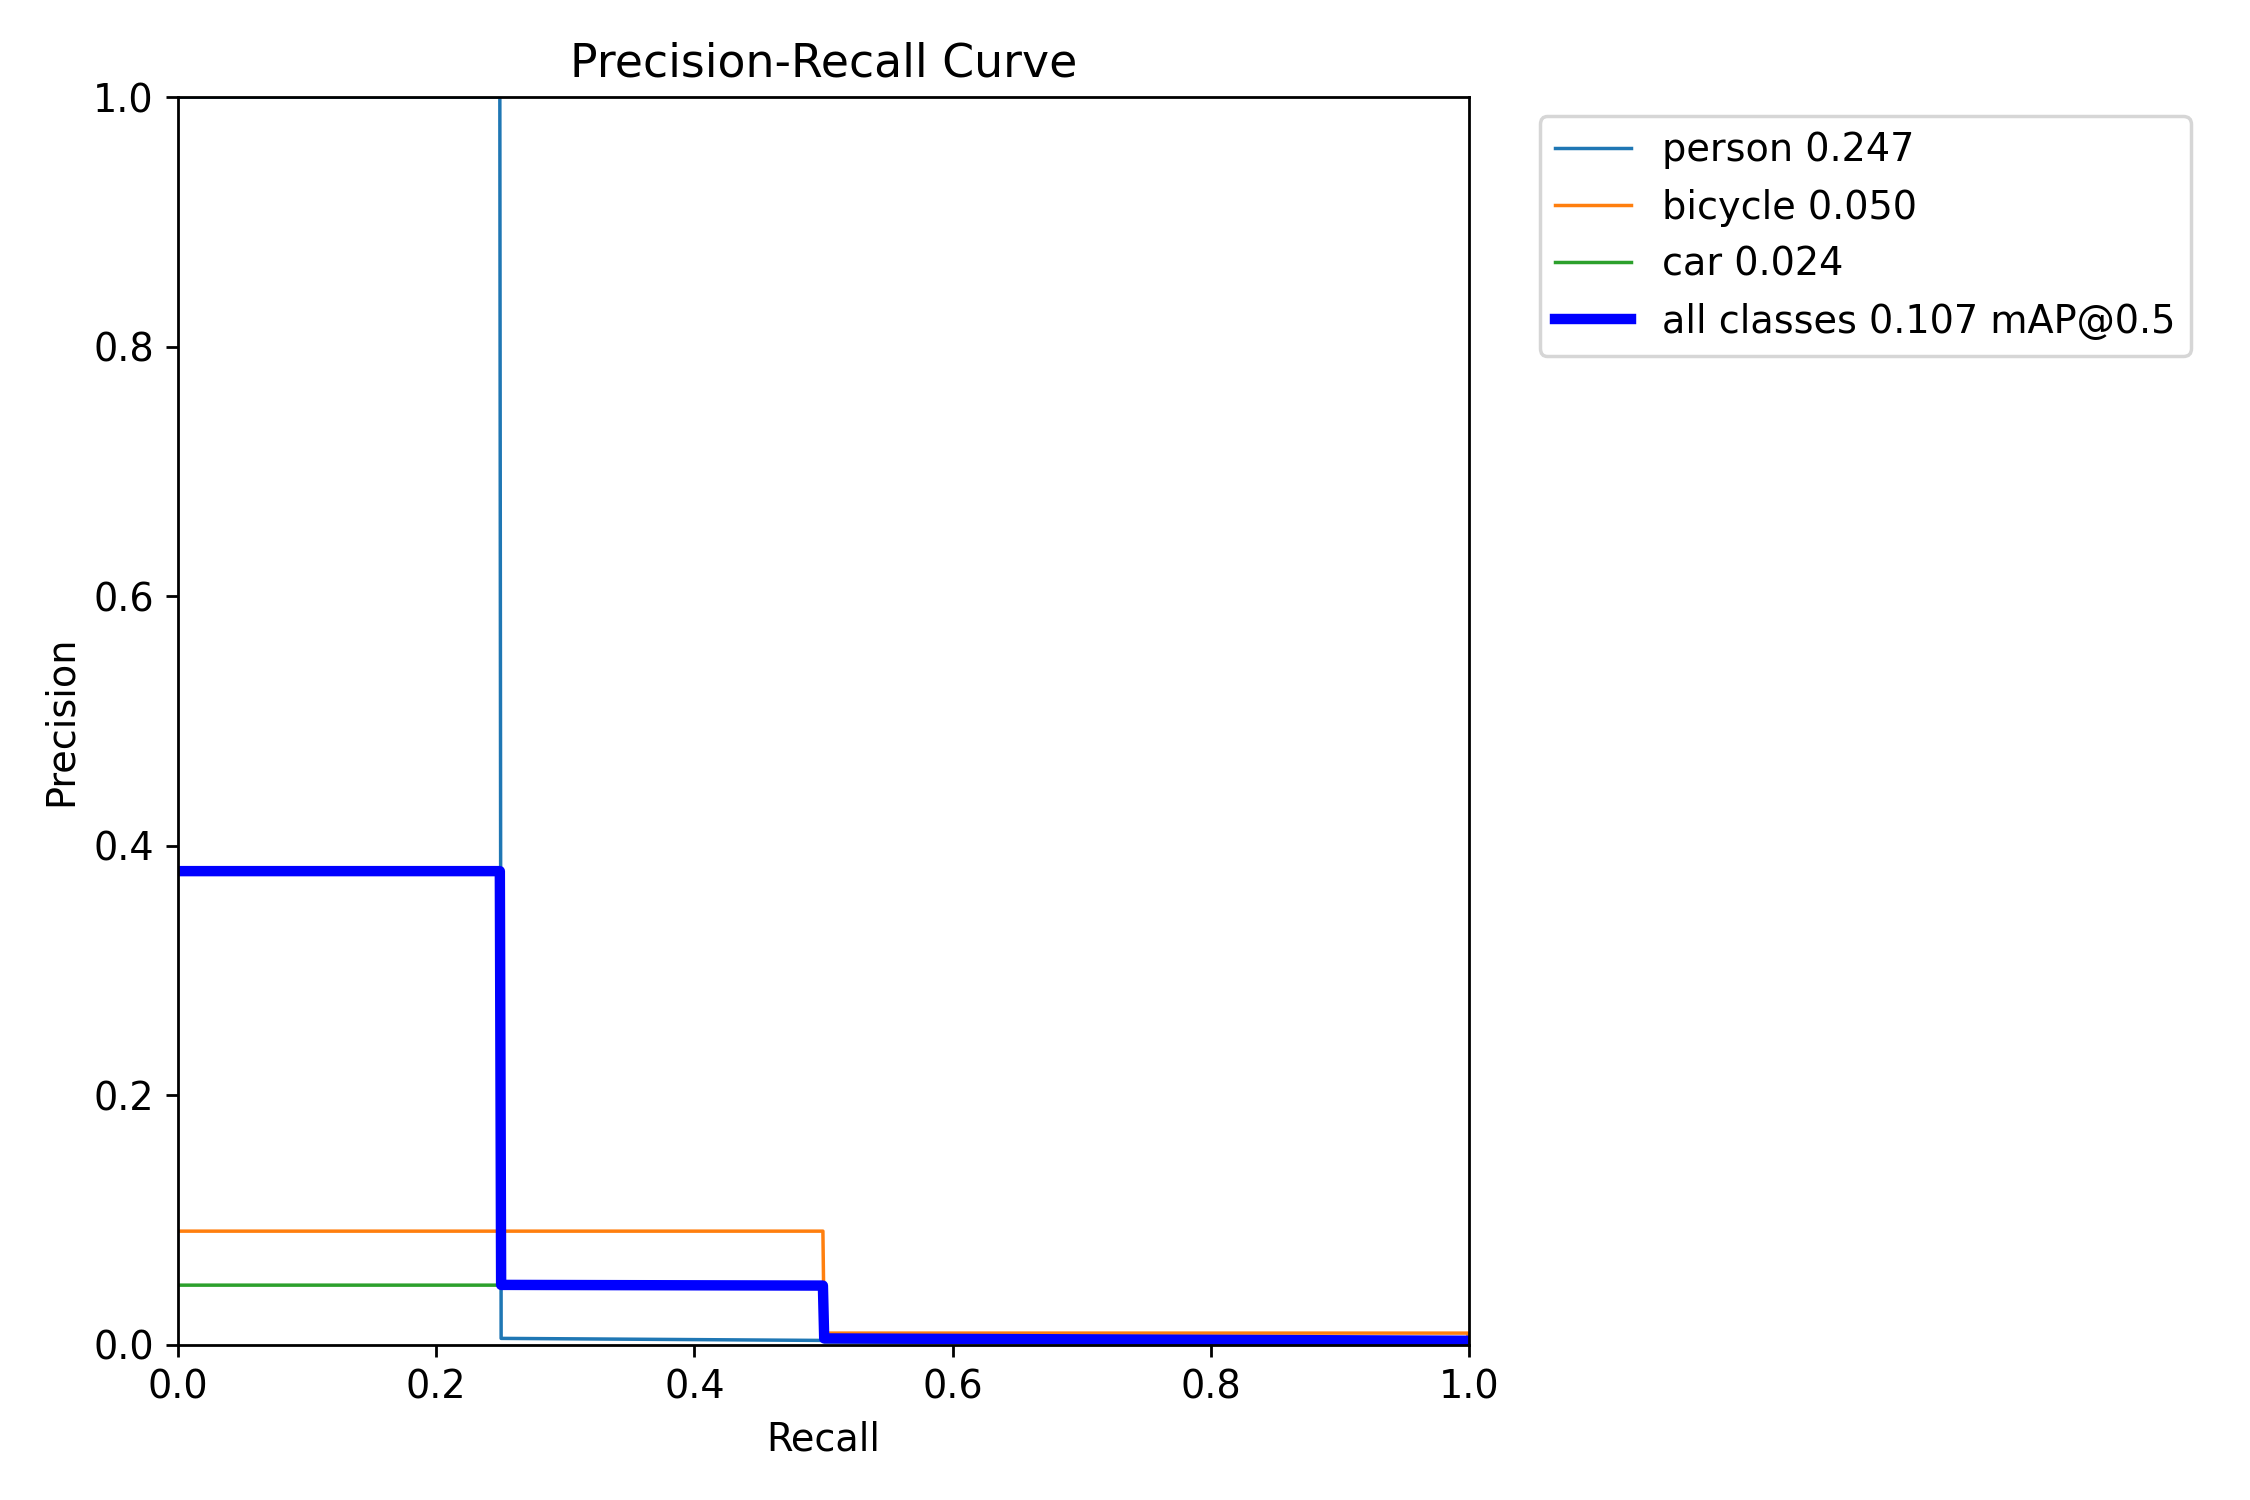 Precision-Recall Curve
1.0
0.8
0.6
0.4
0.2
0.0
Precision
0.0 0.2 0.4 0.6 0.8 1.0
Recall
person 0.247
bicycle 0.050
car 0.024
all classes 0.107 mAP@0.5